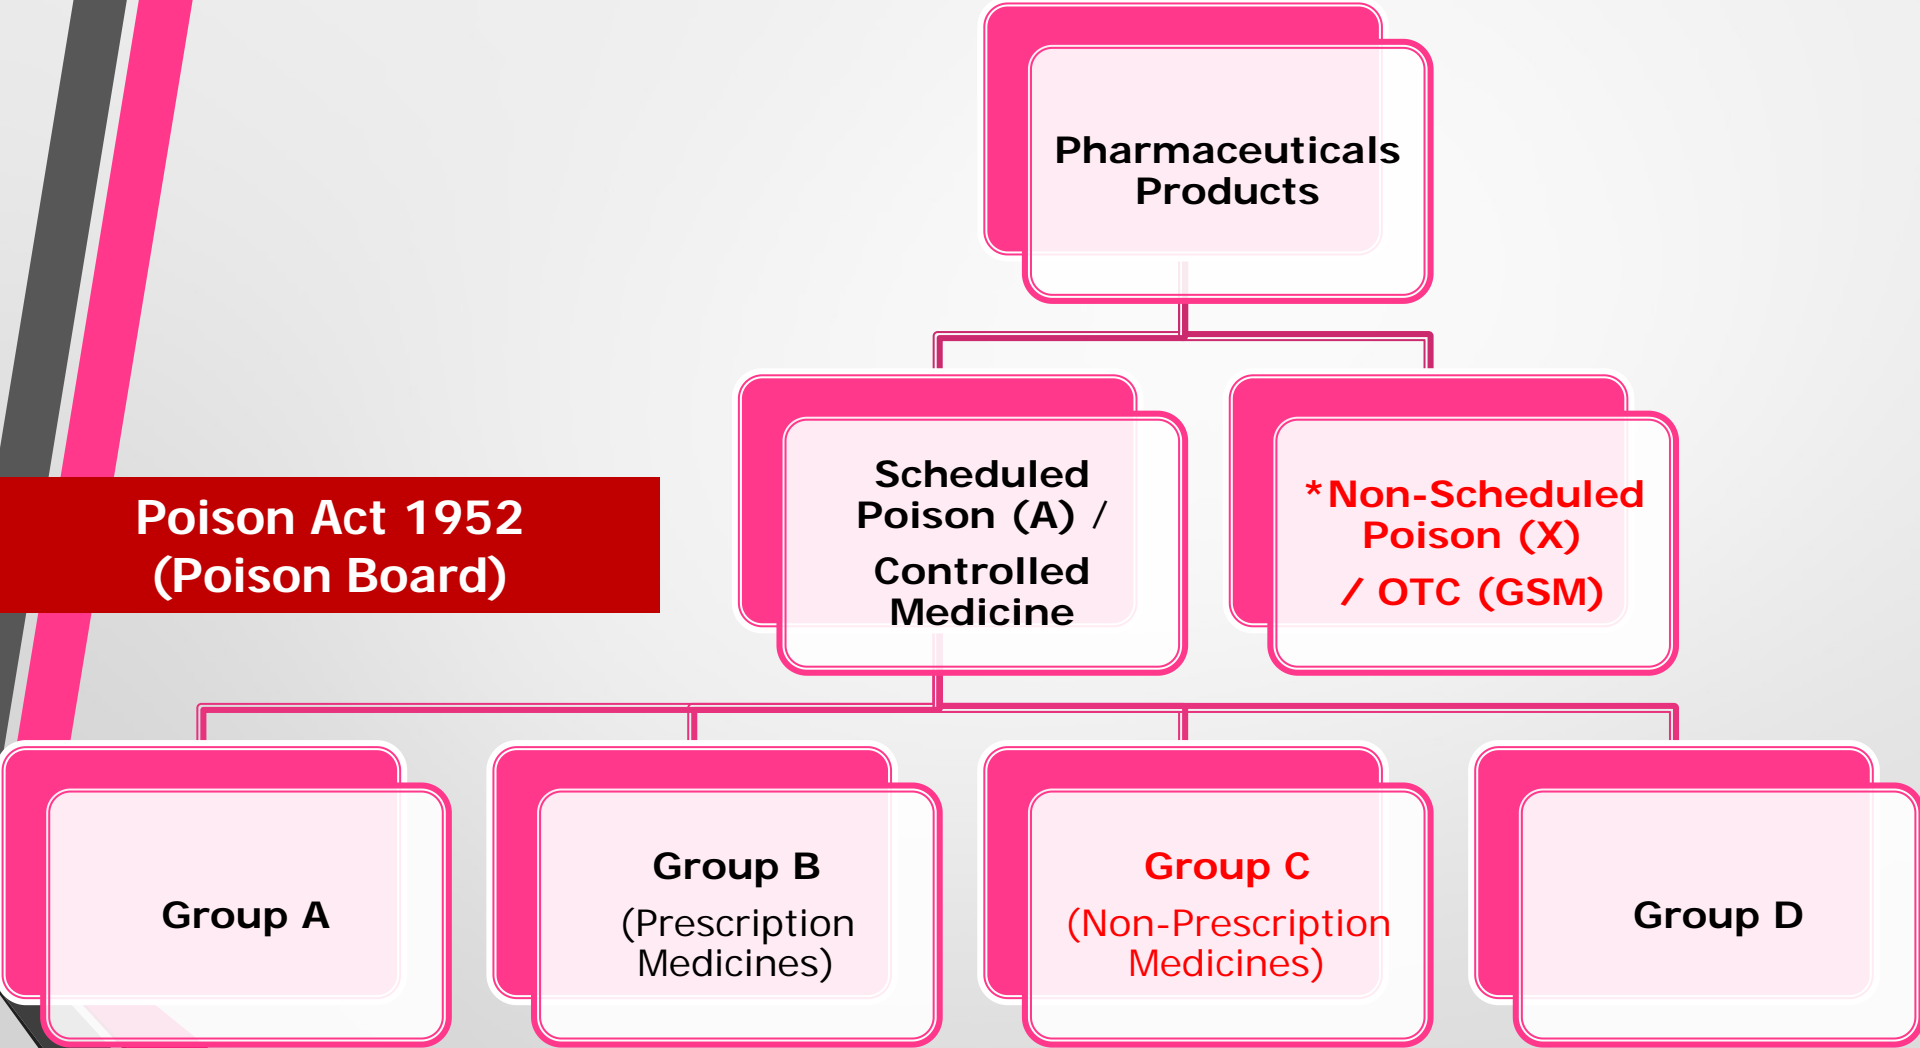 Pharmaceuticals
Products
Poison Act 1952
(Poison Board)
Scheduled
Poison (A) /
Controlled
Medicine
*Non-Scheduled
Poison (X)
/ OTC (GSM)
Group A
Group B
(Prescription
Medicines)
Group C
(Non-Prescription
Medicines)
Group D